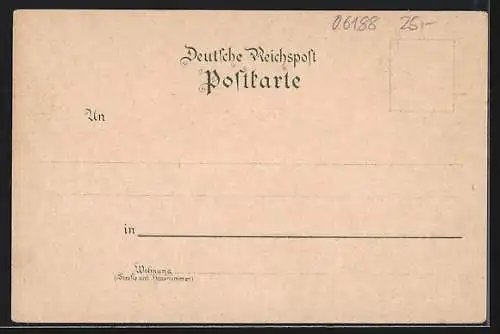 06188 25,-
Deutsche Reichspost
Postkarte
An
in
Wohnung
(Straße und Hausnummer)